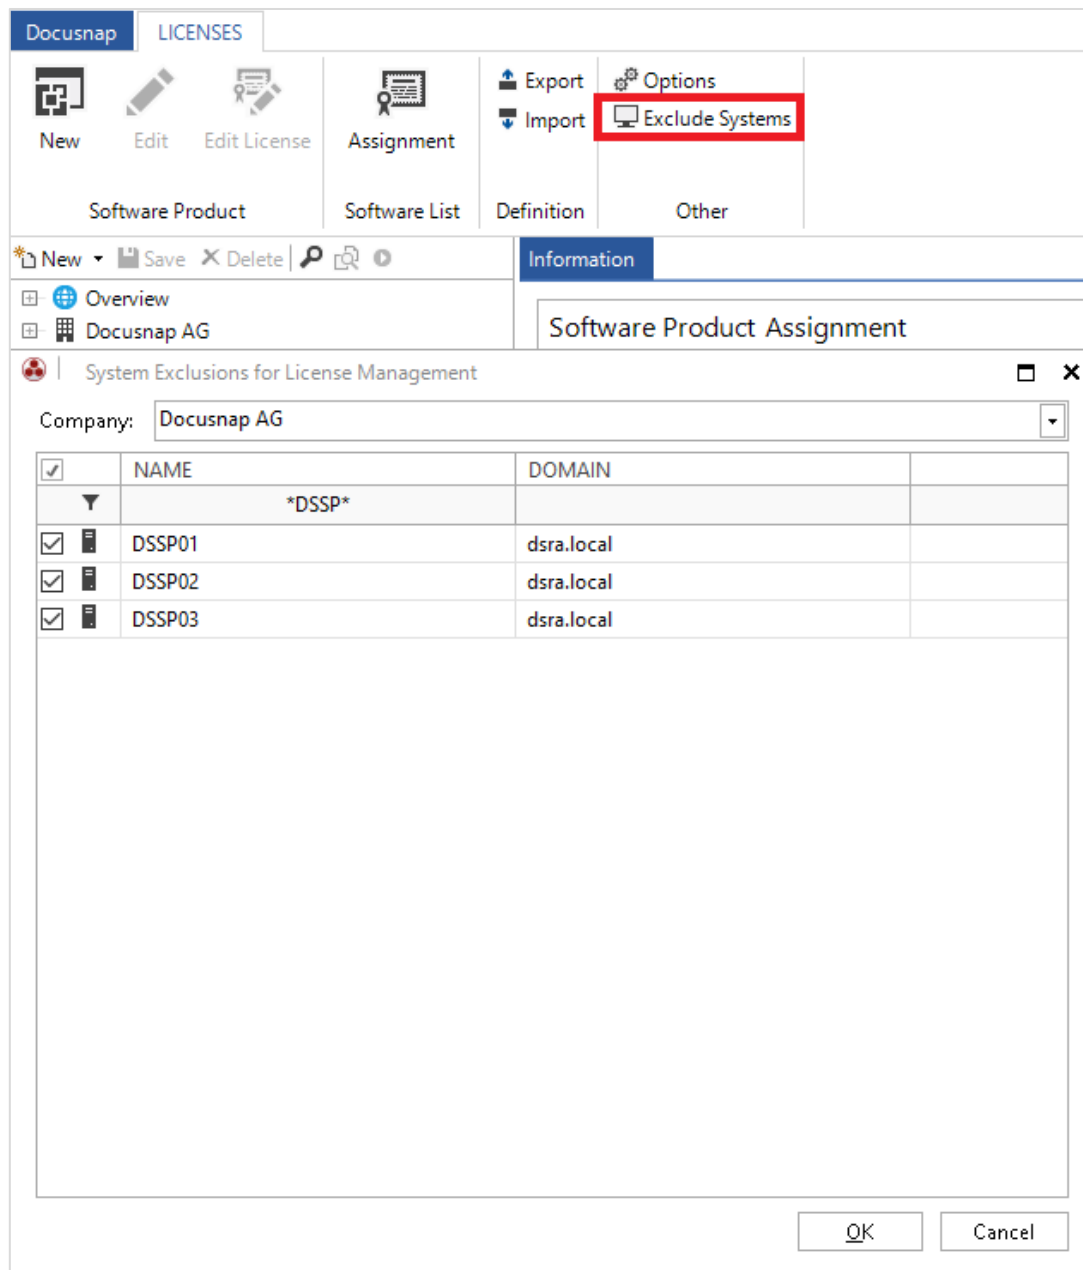 Docusnap LICENSES
New Edit Edit License Assignment Export Import Options Exclude Systems
Software Product Software List Definition Other
New Save Delete Information
Overview
Docusnap AG
Software Product Assignment
System Exclusions for License Management
Company: Docusnap AG
NAME DOMAIN
*DSSP*
DSSP01 dsra.local
DSSP02 dsra.local
DSSP03 dsra.local
OK Cancel